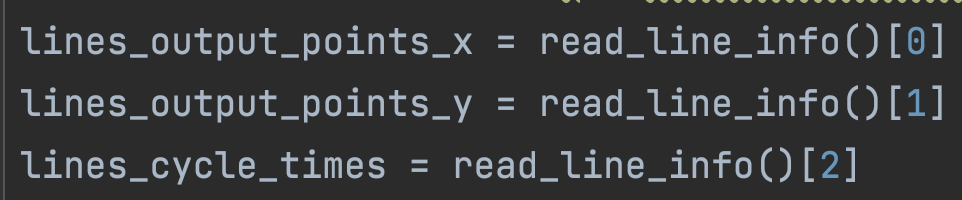 lines_output_points_x = read_line_info()[0]
lines_output_points_y = read_line_info()[1]
lines_cycle_times = read_line_info()[2]